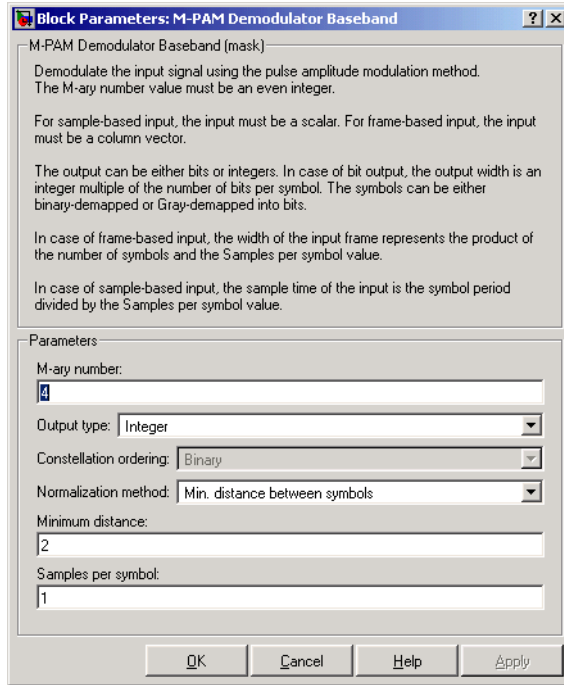 Block Parameters: M-PAM Demodulator Baseband
M-PAM Demodulator Baseband (mask)
Demodulate the input signal using the pulse amplitude modulation method.
The M-ary number value must be an even integer.
For sample-based input, the input must be a scalar. For frame-based input, the input
must be a column vector.
The output can be either bits or integers. In case of bit output, the output width is an
integer multiple of the number of bits per symbol. The symbols can be either
binary-demapped or Gray-demapped into bits.
In case of frame-based input, the width of the input frame represents the product of
the number of symbols and the Samples per symbol value.
In case of sample-based input, the sample time of the input is the symbol period
divided by the Samples per symbol value.
Parameters
M-ary number:
4
Output type: Integer
Constellation ordering: Binary
Normalization method: Min. distance between symbols
Minimum distance:
2
Samples per symbol:
1
OK Cancel Help Apply